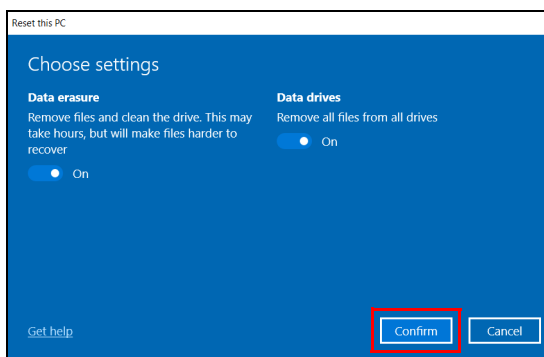 Reset this PC
Choose settings
Data erasure
Remove files and clean the drive. This may
take hours, but will make files harder to
recover
On
Data drives
Remove all files from all drives
On
Get help
Confirm
Cancel